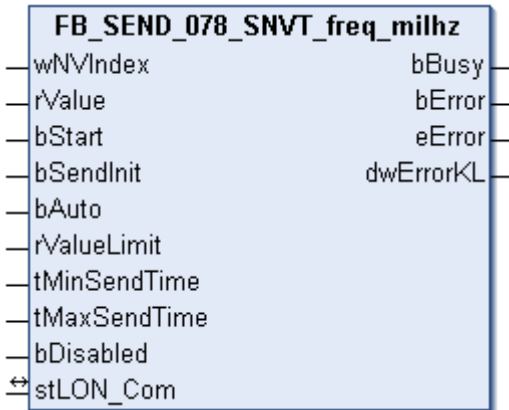 FB_SEND_078_SNVT_freq_milhz
wNVIndex bBusy
rValue bError
bStart eError
bSendInit dwErrorKL
bAuto
rValueLimit
tMinSendTime
tMaxSendTime
bDisabled
stLON_Com